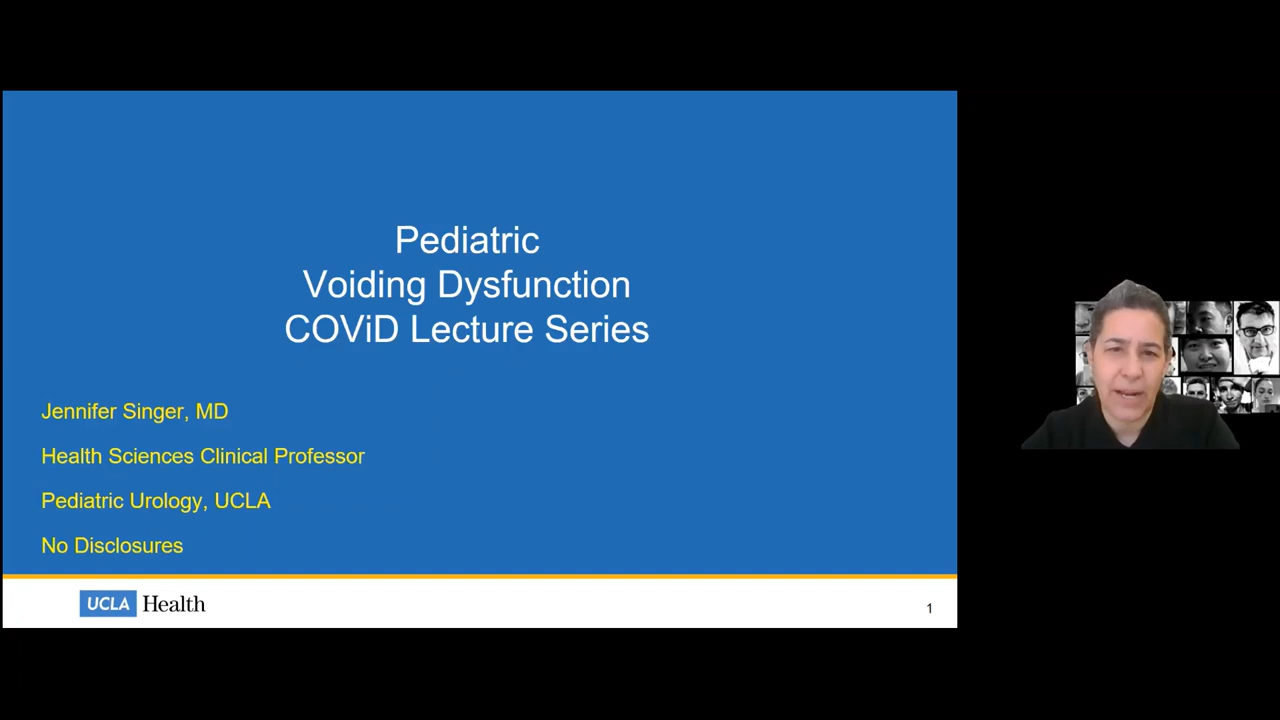 Pediatric
Voiding Dysfunction
COViD Lecture Series
Jennifer Singer, MD
Health Sciences Clinical Professor
Pediatric Urology, UCLA
No Disclosures
UCLA Health
1